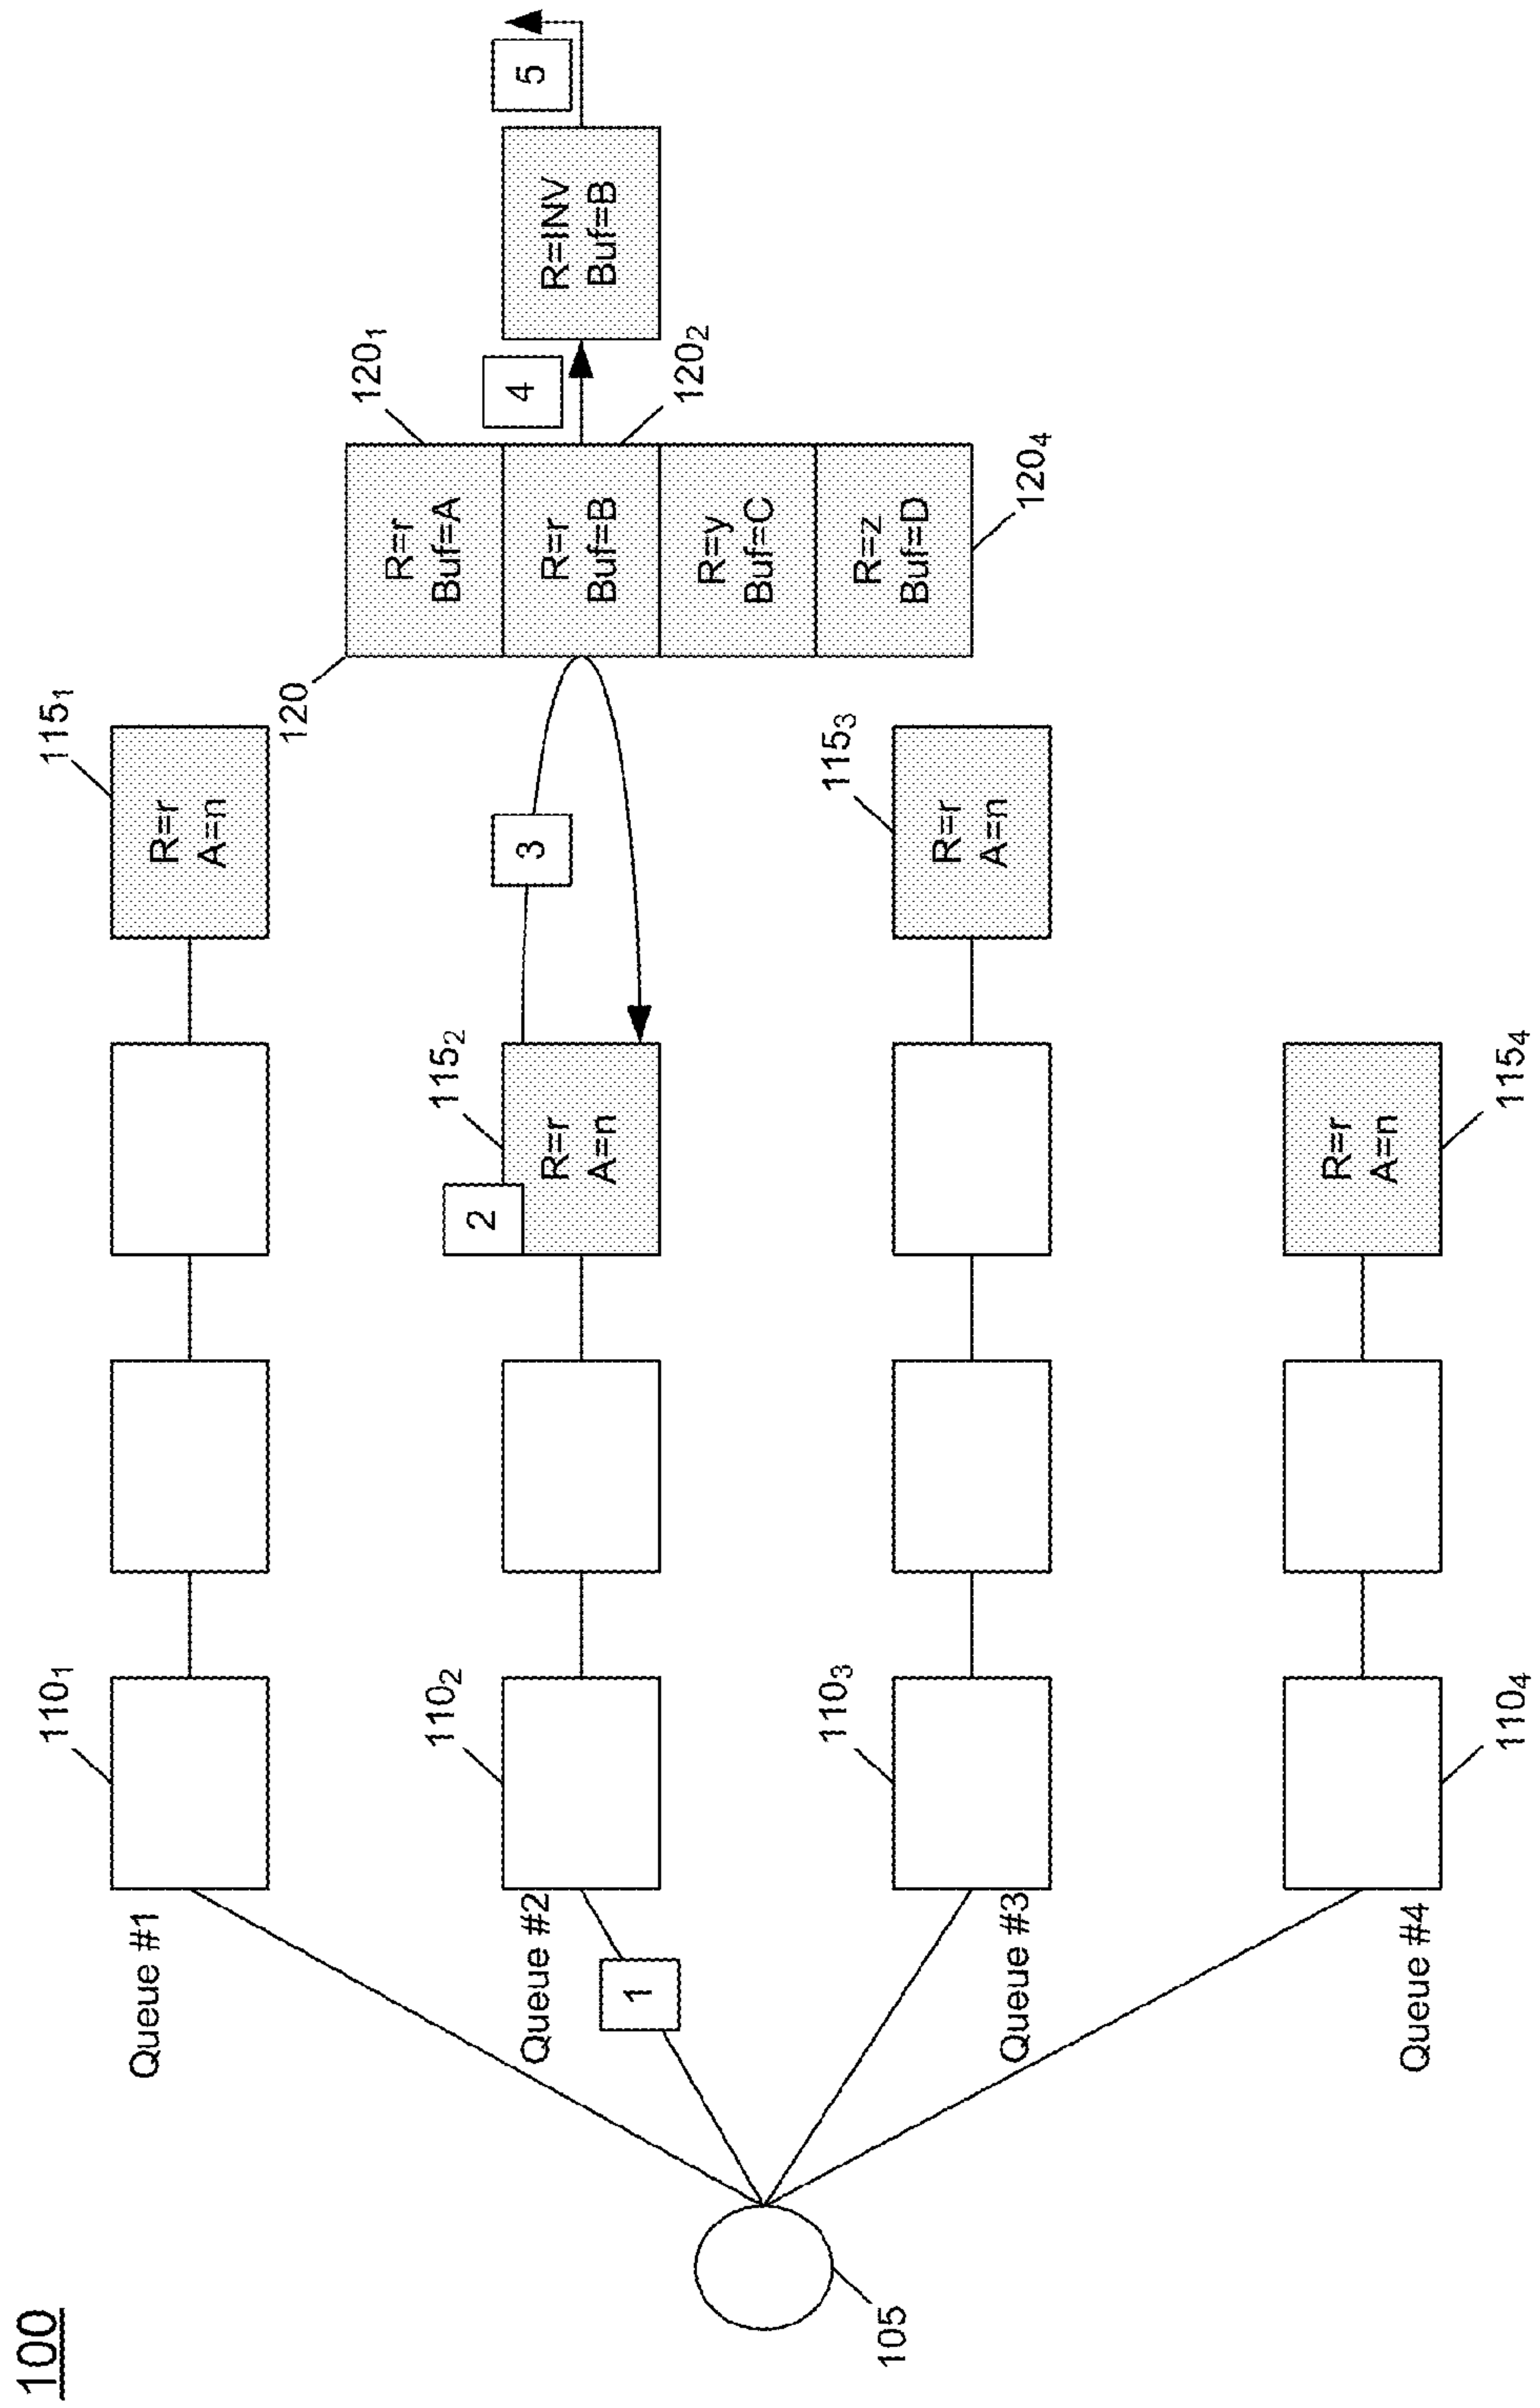 100
105
1
Queue #1
Queue #2
Queue #3
Queue #4
110₁
110₂
110₃
110₄
2
115₂
R=r
A=n
115₄
R=r
A=n
3
115₁
R=r
A=n
115₃
R=r
A=n
120
R=r
Buf=A
R=r
Buf=B
R=y
Buf=C
R=z
Buf=D
120₁
120₂
120₄
4
R=INV
Buf=B
5